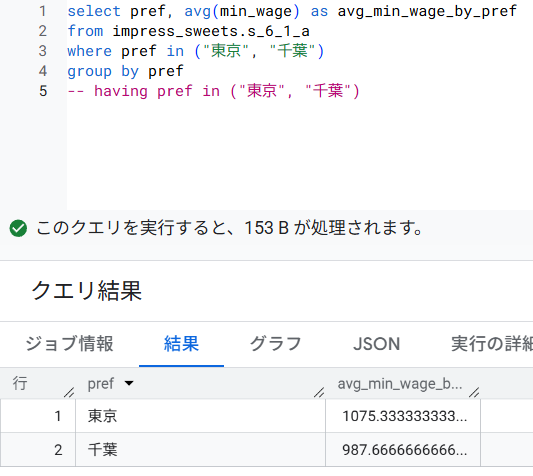 1 select pref, avg(min_wage) as avg_min_wage_by_pref
2 from impress_sweets.s_6_1_a
3 where pref in ("東京", "千葉")
4 group by pref
5 -- having pref in ("東京", "千葉")
このクエリを実行すると、153 B が処理されます。
クエリ結果
ジョブ情報 結果 グラフ JSON 実行の詳細
行 pref avg_min_wage_b...
1 東京 1075.333333333...
2 千葉 987.6666666666...